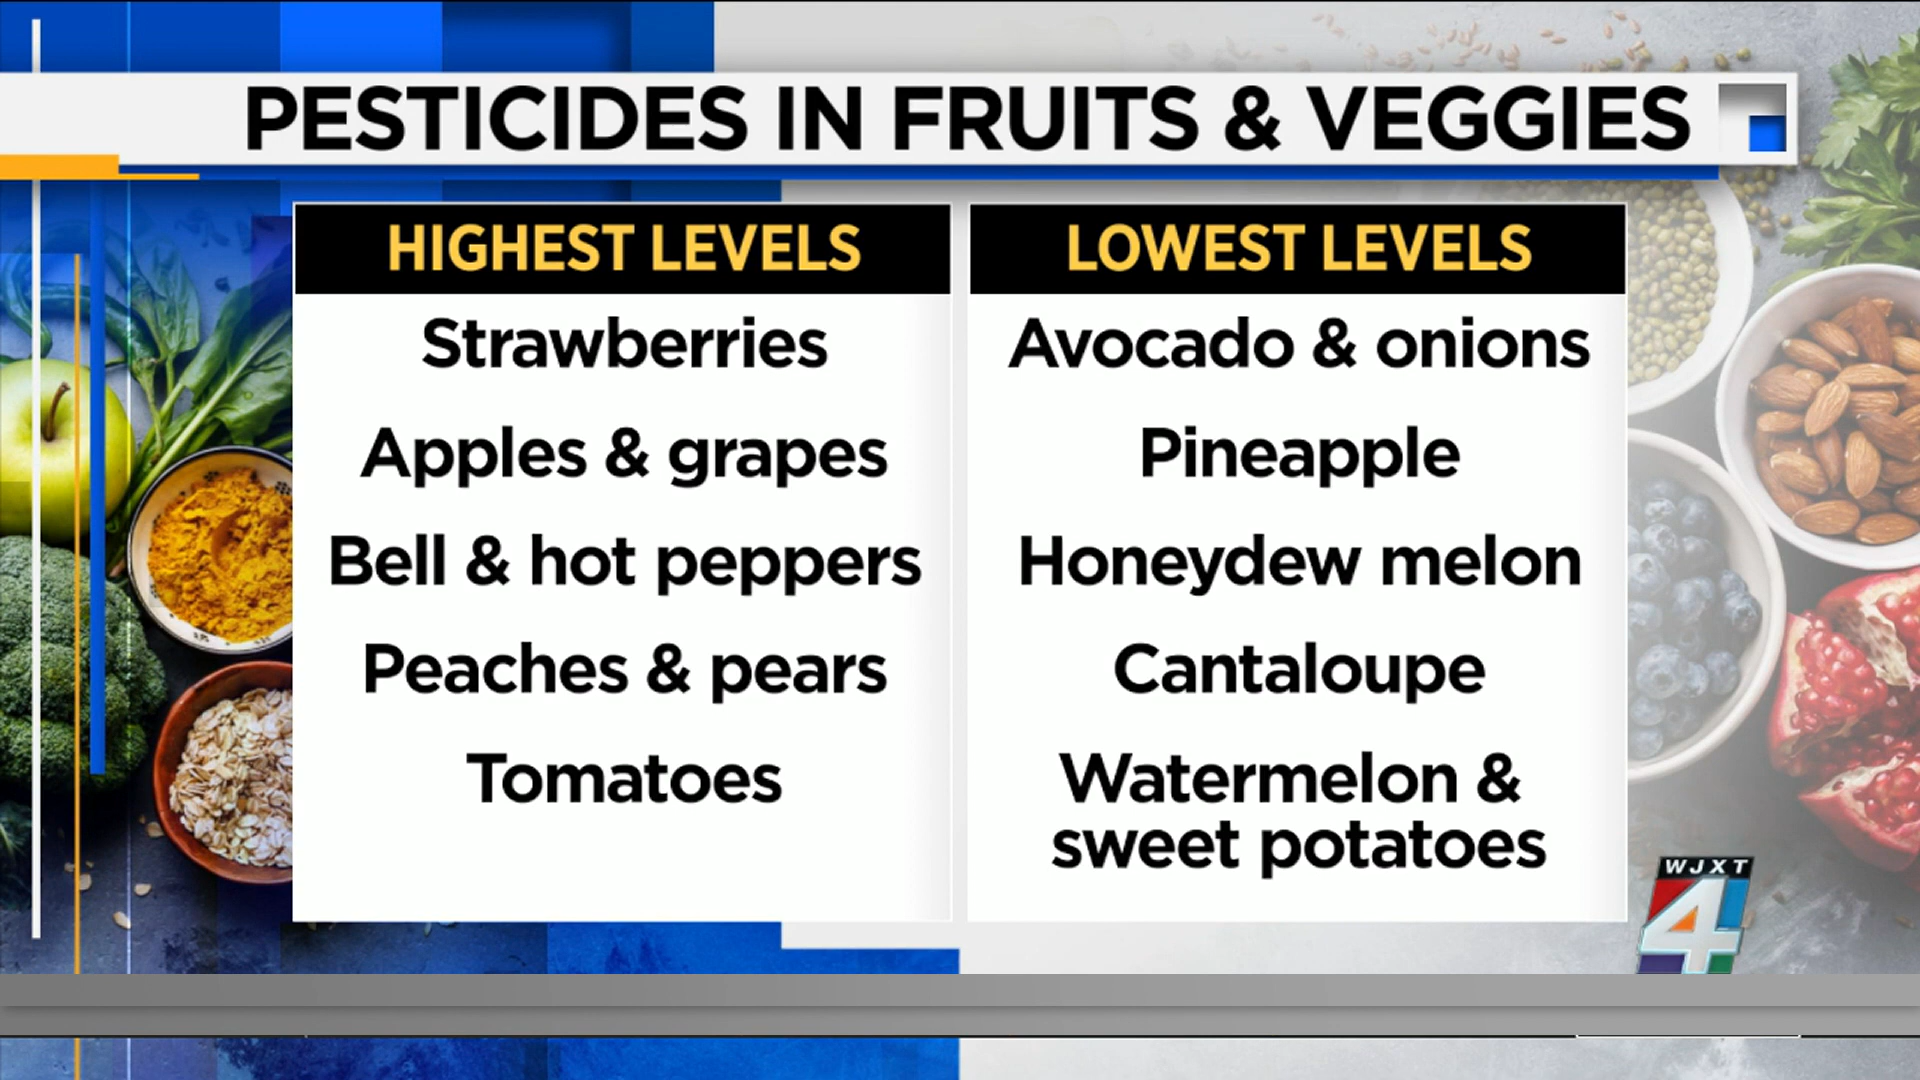 PESTICIDES IN FRUITS & VEGGIES
HIGHEST LEVELS
Strawberries
Apples & grapes
Bell & hot peppers
Peaches & pears
Tomatoes
LOWEST LEVELS
Avocado & onions
Pineapple
Honeydew melon
Cantaloupe
Watermelon &
sweet potatoes
WJXT
4